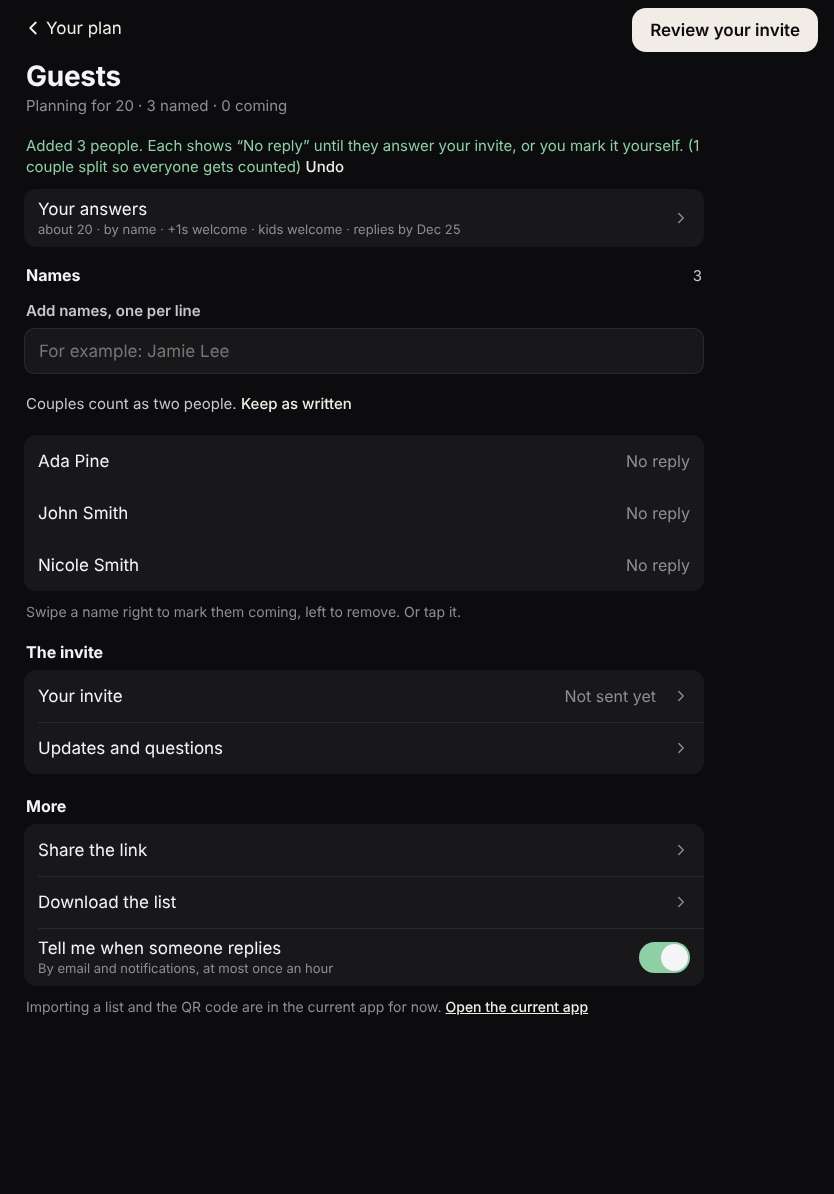 Your plan
Review your invite
Guests
Planning for 20 · 3 named · 0 coming
Added 3 people. Each shows “No reply” until they answer your invite, or you mark it yourself. (1
couple split so everyone gets counted) Undo
Your answers
about 20 · by name · +1s welcome · kids welcome · replies by Dec 25
Names
3
Add names, one per line
For example: Jamie Lee
Couples count as two people. Keep as written
Ada Pine
No reply
John Smith
No reply
Nicole Smith
No reply
Swipe a name right to mark them coming, left to remove. Or tap it.
The invite
Your invite
Not sent yet
Updates and questions
More
Share the link
Download the list
Tell me when someone replies
By email and notifications, at most once an hour
Importing a list and the QR code are in the current app for now. Open the current app